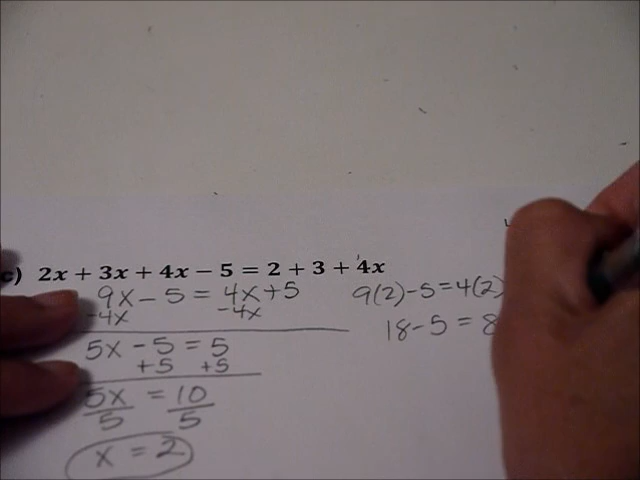 c) 2x + 3x + 4x − 5 = 2 + 3 + 4x
9x − 5 = 4x + 5
-4x -4x
5x − 5 = 5
+5 +5
5x = 10
5 5
x = 2
9(2)-5=4(2)
18-5 = 8